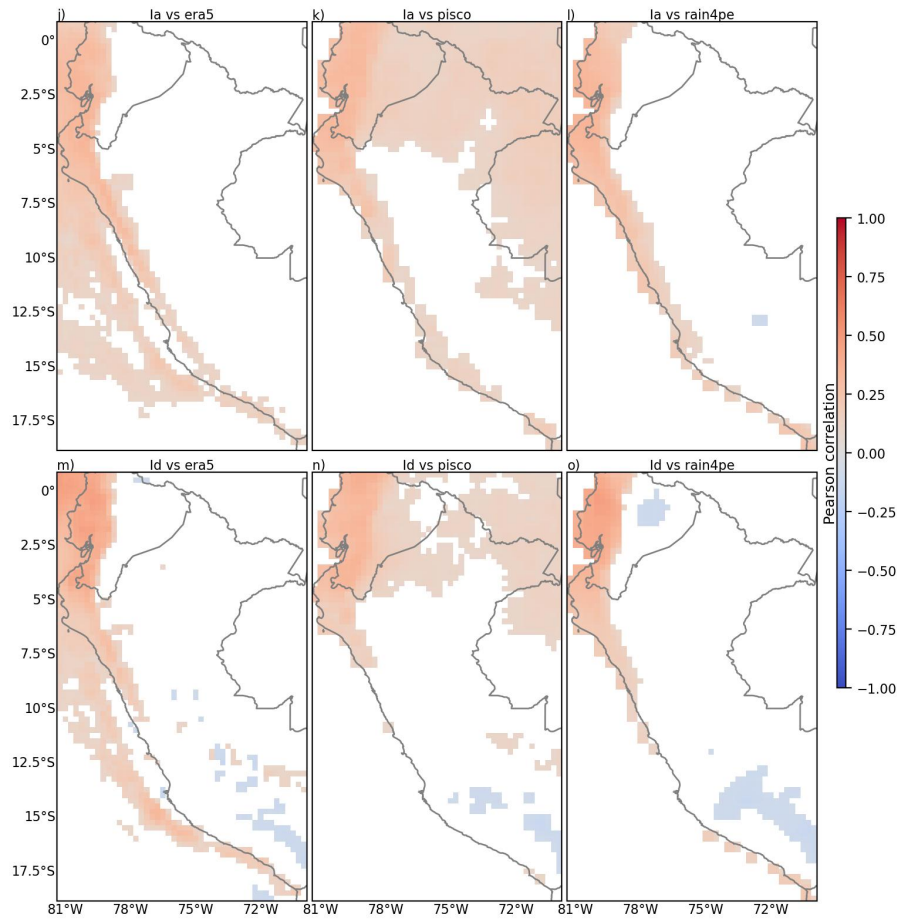 j) Ia vs era5
k) Ia vs pisco
l) Ia vs rain4pe
0°
2.5°S
5°S
7.5°S
10°S
12.5°S
15°S
17.5°S
m) Id vs era5
n) Id vs pisco
o) Id vs rain4pe
0°
2.5°S
5°S
7.5°S
10°S
12.5°S
15°S
17.5°S
81°W 78°W 75°W 72°W
78°W 75°W 72°W
78°W 75°W 72°W
Pearson correlation
1.00
0.75
0.50
0.25
0.00
−0.25
−0.50
−0.75
−1.00